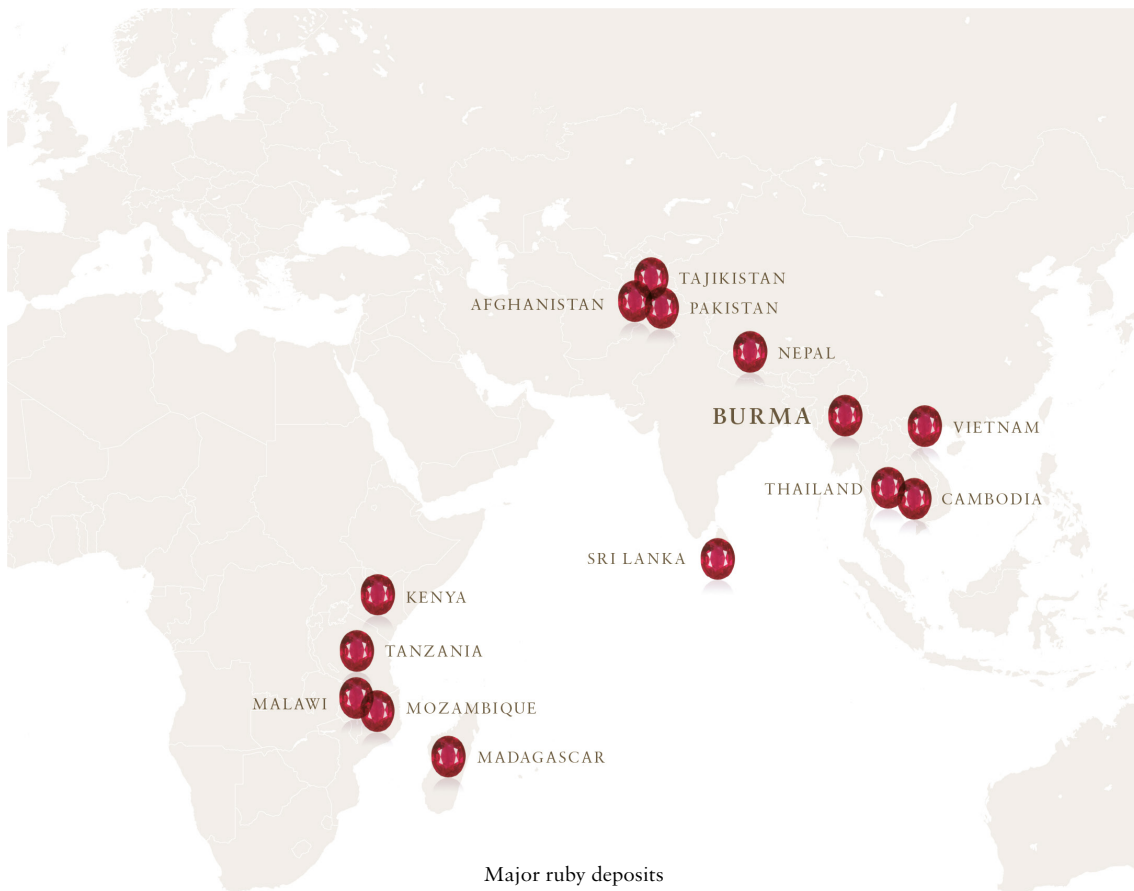 TAJIKISTAN
AFGHANISTAN
PAKISTAN
NEPAL
BURMA
VIETNAM
THAILAND
CAMBODIA
SRI LANKA
KENYA
TANZANIA
MALAWI
MOZAMBIQUE
MADAGASCAR
Major ruby deposits